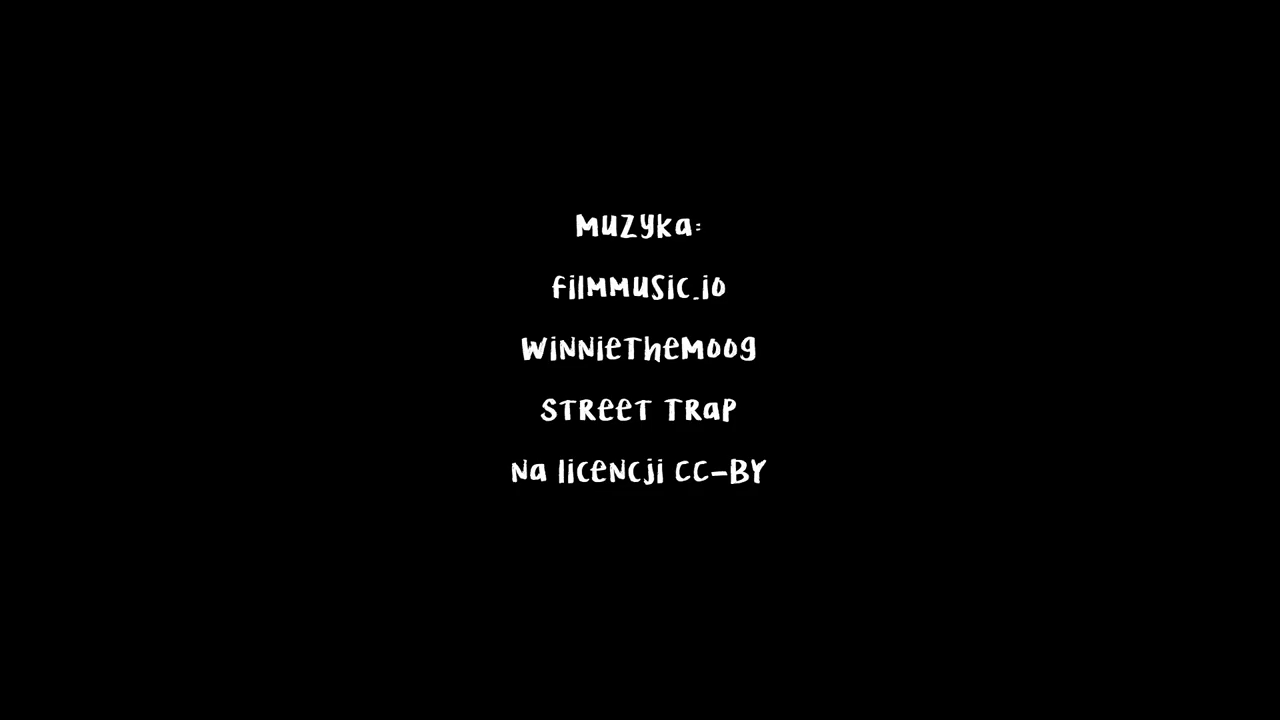 Muzyka:
filmmusic.io
WinnieTheMoog
Street Trap
Na licencji CC-BY